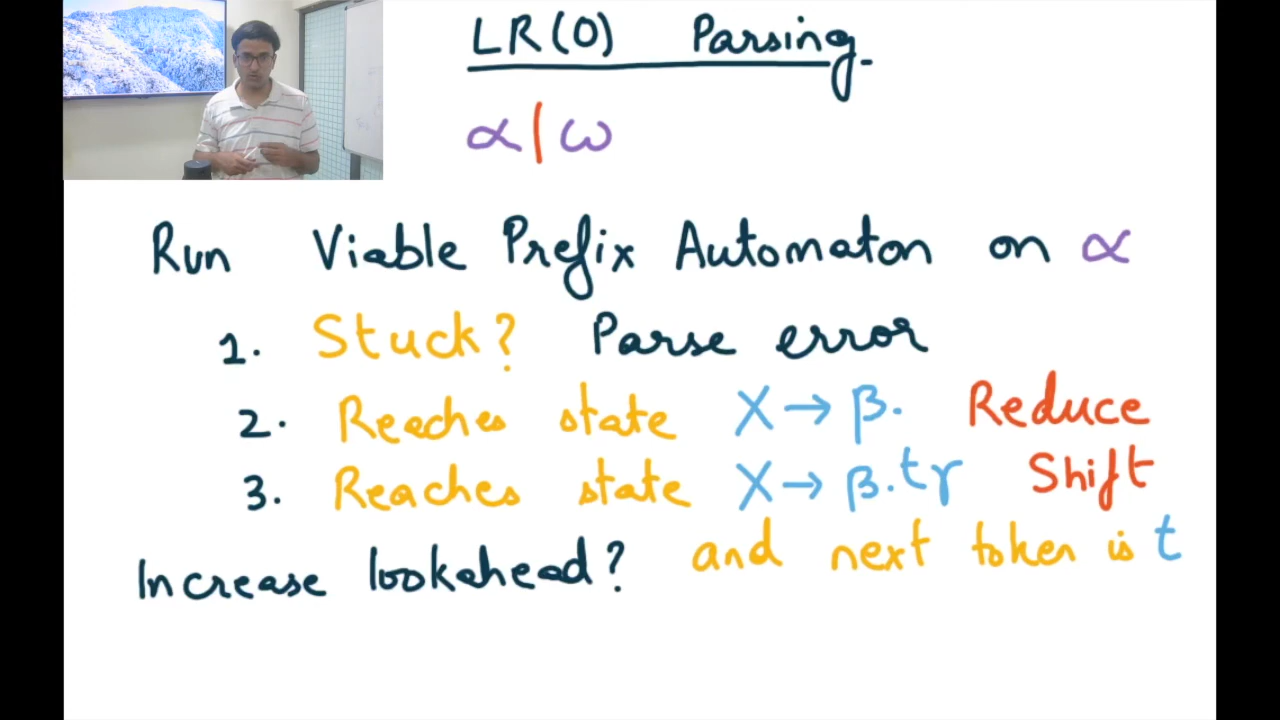 LR(0) Parsing.
α|ω
Run Viable Prefix Automaton on α
1. Stuck? Parse error
2. Reaches state X → β. Reduce
3. Reaches state X → β.tγ Shift
and next token is t
Increase lookahead?